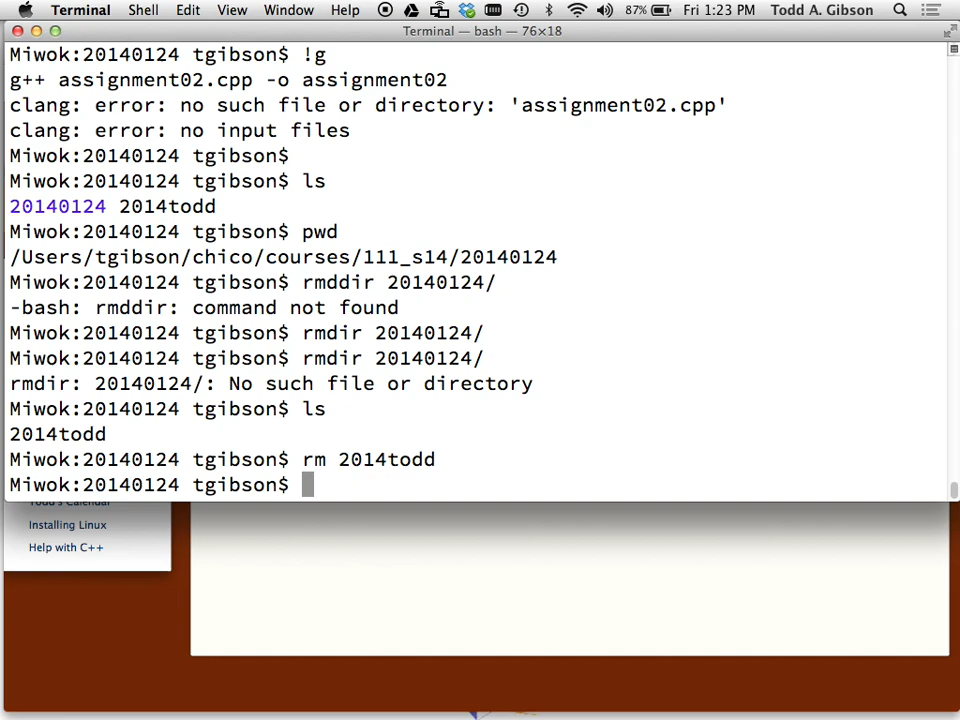 Terminal Shell Edit View Window Help 87% Fri 1:23 PM Todd A. Gibson
Terminal — bash — 76×18
Miwok:20140124 tgibson$ !g
g++ assignment02.cpp -o assignment02
clang: error: no such file or directory: 'assignment02.cpp'
clang: error: no input files
Miwok:20140124 tgibson$
Miwok:20140124 tgibson$ ls
20140124 2014todd
Miwok:20140124 tgibson$ pwd
/Users/tgibson/chico/courses/111_s14/20140124
Miwok:20140124 tgibson$ rmddir 20140124/
-bash: rmddir: command not found
Miwok:20140124 tgibson$ rmdir 20140124/
Miwok:20140124 tgibson$ rmdir 20140124/
rmdir: 20140124/: No such file or directory
Miwok:20140124 tgibson$ ls
2014todd
Miwok:20140124 tgibson$ rm 2014todd
Miwok:20140124 tgibson$
Todd's Calendar
Installing Linux
Help with C++